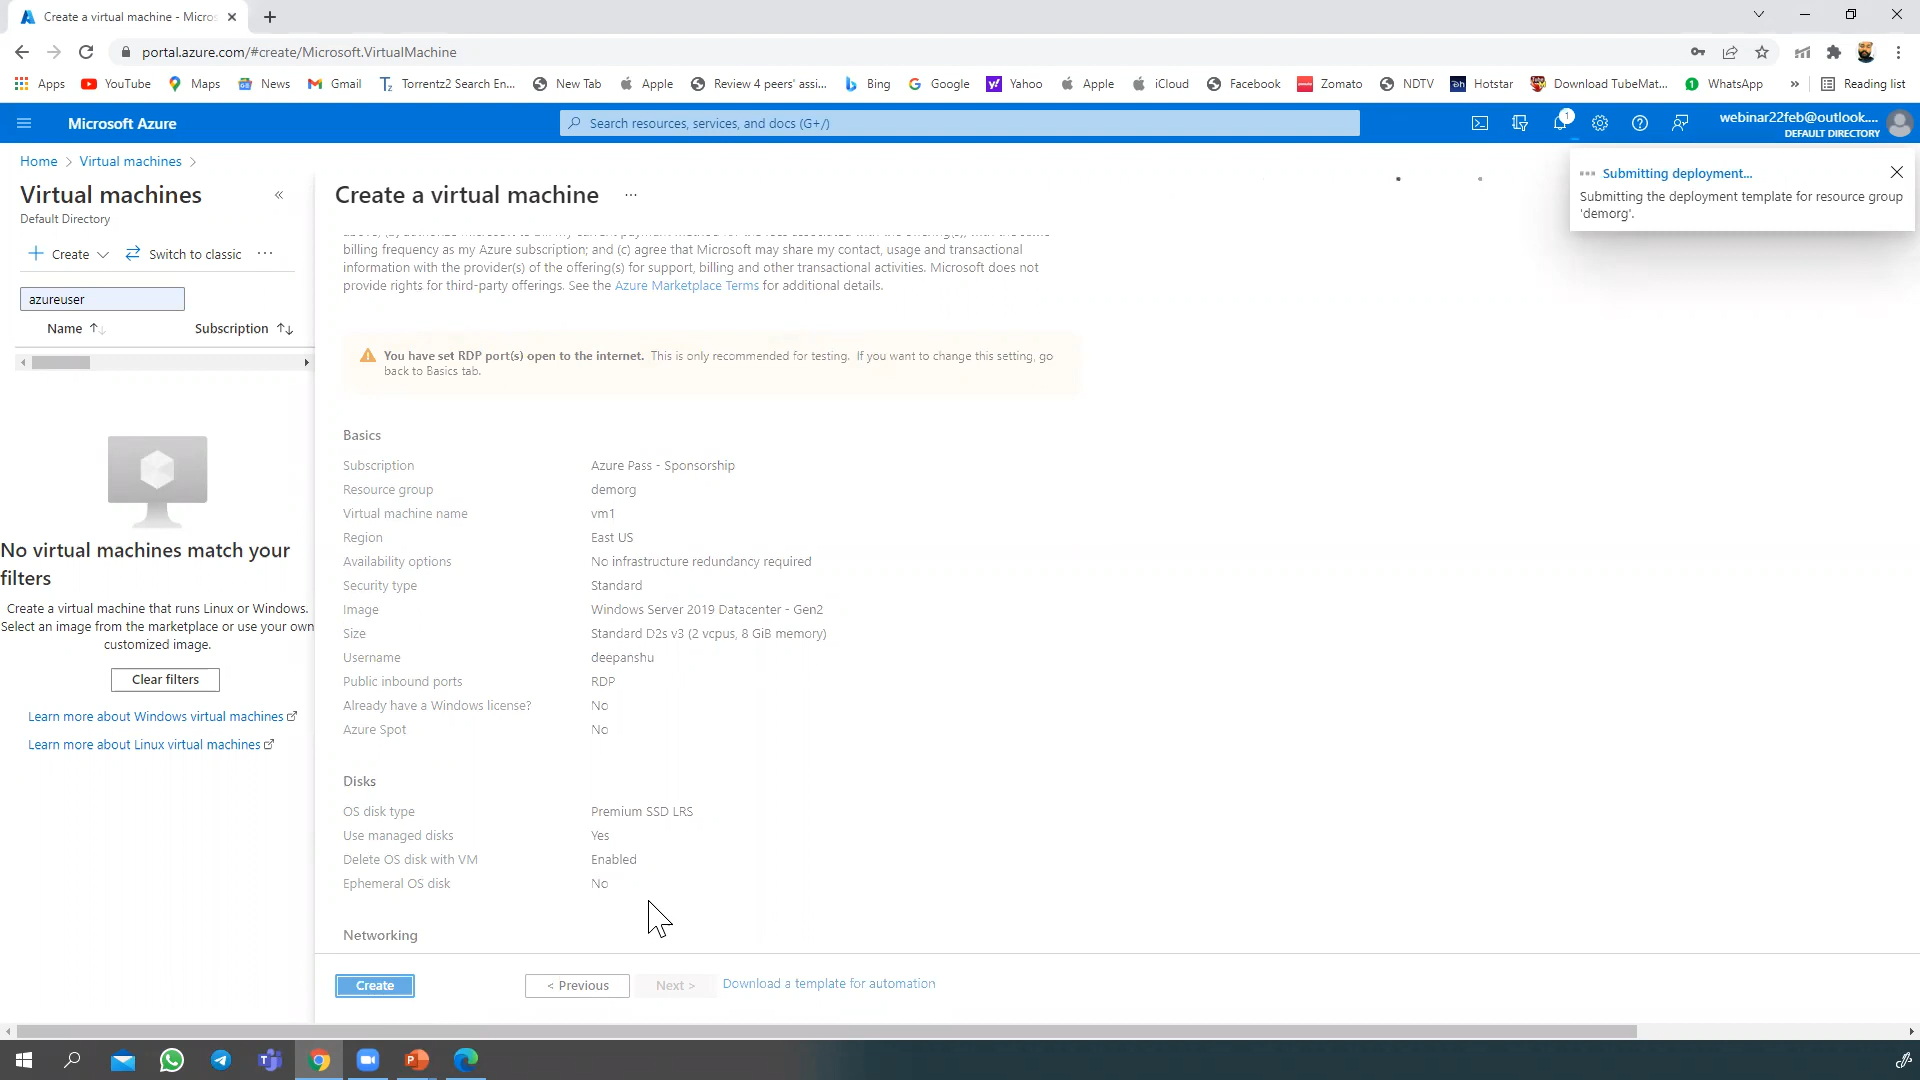 Create a virtual machine - Micros
portal.azure.com/#create/Microsoft.VirtualMachine
Apps YouTube Maps News Gmail Torrentz2 Search En... New Tab Apple Review 4 peers' assi... Bing Google Yahoo Apple iCloud Facebook Zomato NDTV Hotstar Download TubeMat... WhatsApp » Reading list
Microsoft Azure
Search resources, services, and docs (G+/)
1
webinar22feb@outlook....
DEFAULT DIRECTORY
Home > Virtual machines >
Virtual machines
Default Directory
Create Switch to classic ...
azureuser
Name Subscription
No virtual machines match your
filters
Create a virtual machine that runs Linux or Windows.
Select an image from the marketplace or use your own
customized image.
Clear filters
Learn more about Windows virtual machines
Learn more about Linux virtual machines
Create a virtual machine ...
billing frequency as my Azure subscription; and (c) agree that Microsoft may share my contact, usage and transactional
information with the provider(s) of the offering(s) for support, billing and other transactional activities. Microsoft does not
provide rights for third-party offerings. See the Azure Marketplace Terms for additional details.
You have set RDP port(s) open to the internet. This is only recommended for testing. If you want to change this setting, go
back to Basics tab.
Basics
Subscription Azure Pass - Sponsorship
Resource group demorg
Virtual machine name vm1
Region East US
Availability options No infrastructure redundancy required
Security type Standard
Image Windows Server 2019 Datacenter - Gen2
Size Standard D2s v3 (2 vcpus, 8 GiB memory)
Username deepanshu
Public inbound ports RDP
Already have a Windows license? No
Azure Spot No
Disks
OS disk type Premium SSD LRS
Use managed disks Yes
Delete OS disk with VM Enabled
Ephemeral OS disk No
Networking
Create < Previous Next > Download a template for automation
Submitting deployment...
Submitting the deployment template for resource group
'demorg'.